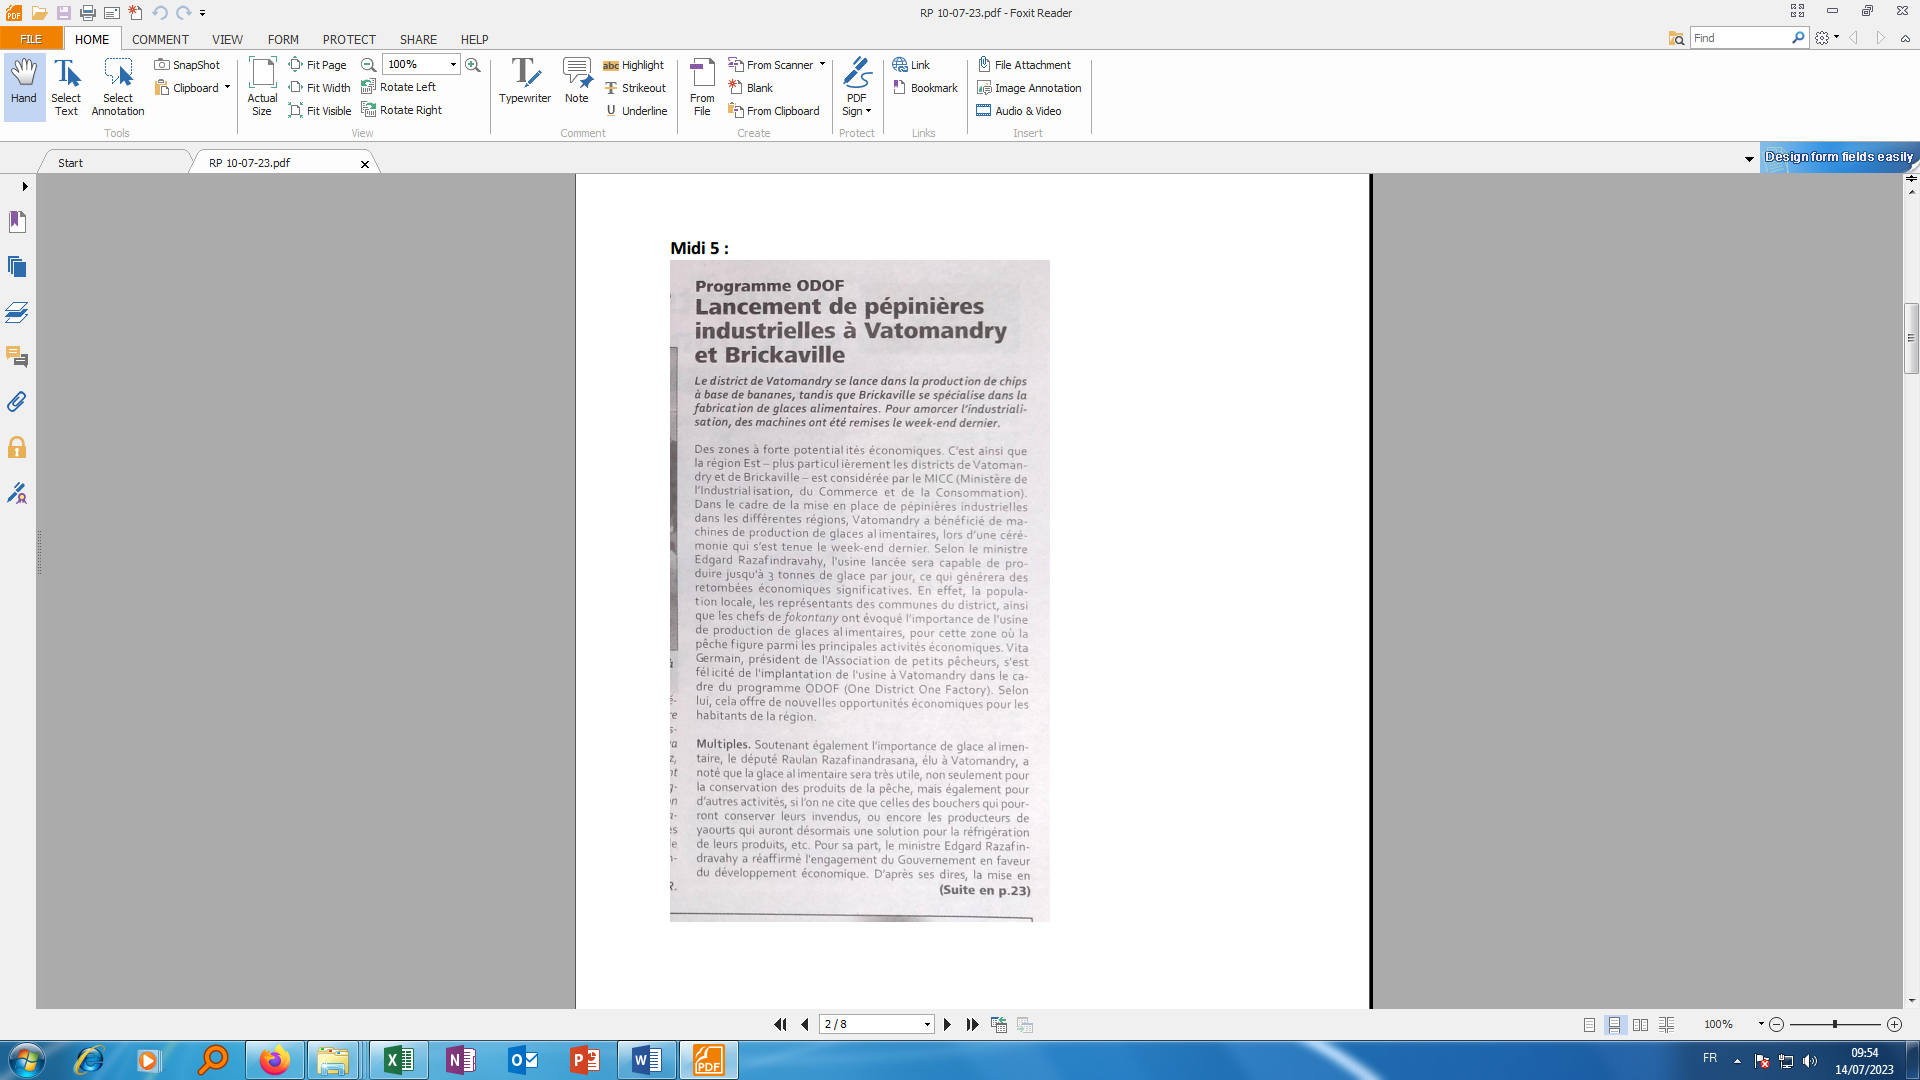 RP 10-07-23.pdf - Foxit Reader
FILE HOME COMMENT VIEW FORM PROTECT SHARE HELP
Find
Hand
Select Text
Select Annotation
SnapShot
Clipboard
Tools
Actual Size
Fit Page
Fit Width
Fit Visible
100%
Rotate Left
Rotate Right
View
Typewriter
Note
Highlight
Strikeout
Underline
Comment
From File
From Scanner
Blank
From Clipboard
Create
PDF Sign
Protect
Link
Bookmark
Links
File Attachment
Image Annotation
Audio & Video
Insert
Start
RP 10-07-23.pdf
Design form fields easily
Midi 5 :
Programme ODOF
Lancement de pépinières
industrielles à Vatomandry
et Brickaville
Le district de Vatomandry se lance dans la production de chips
à base de bananes, tandis que Brickaville se spécialise dans la
fabrication de glaces alimentaires. Pour amorcer l'industriali-
sation, des machines ont été remises le week-end dernier.
Des zones à forte potentialités économiques. C'est ainsi que
la région Est – plus particulièrement les districts de Vatoman-
dry et de Brickaville – est considérée par le MICC (Ministère de
l'Industrialisation, du Commerce et de la Consommation).
Dans le cadre de la mise en place de pépinières industrielles
dans les différentes régions, Vatomandry a bénéficié de ma-
chines de production de glaces alimentaires, lors d'une céré-
monie qui s'est tenue le week-end dernier. Selon le ministre
Edgard Razafindravahy, l'usine lancée sera capable de pro-
duire jusqu'à 3 tonnes de glace par jour, ce qui générera des
retombées économiques significatives. En effet, la popula-
tion locale, les représentants des communes du district, ainsi
que les chefs de fokontany ont évoqué l'importance de l'usine
de production de glaces alimentaires, pour cette zone où la
pêche figure parmi les principales activités économiques. Vita
Germain, président de l'Association de petits pêcheurs, s'est
félicité de l'implantation de l'usine à Vatomandry dans le ca-
dre du programme ODOF (One District One Factory). Selon
lui, cela offre de nouvelles opportunités économiques pour les
habitants de la région.
Multiples. Soutenant également l'importance de glace alimen-
taire, le député Raulan Razafinandrasana, élu à Vatomandry, a
noté que la glace alimentaire sera très utile, non seulement pour
la conservation des produits de la pêche, mais également pour
d'autres activités, si l'on ne cite que celles des bouchers qui pour-
ront conserver leurs invendus, ou encore les producteurs de
yaourts qui auront désormais une solution pour la réfrigération
de leurs produits, etc. Pour sa part, le ministre Edgard Razafin-
dravahy a réaffirmé l'engagement du Gouvernement en faveur
du développement économique. D'après ses dires, la mise en
(Suite en p.23)
2 / 8
100%
FR
09:54
14/07/2023